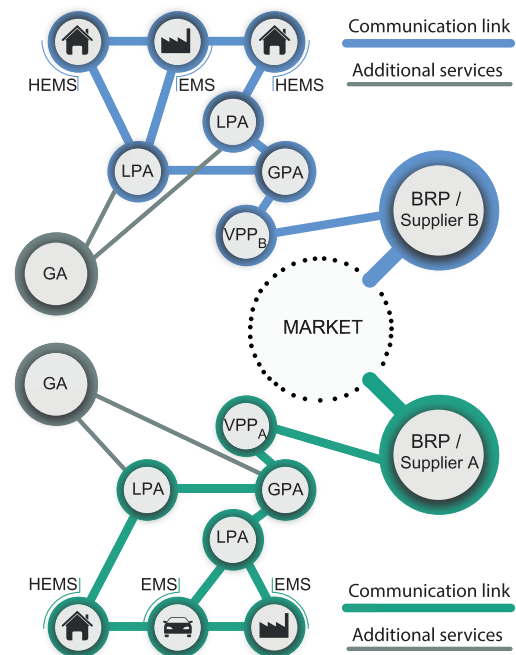 Communication link
Additional services
HEMS
EMS
HEMS
LPA
LPA
GPA
BRP /
Supplier B
VPPB
GA
MARKET
GA
VPPA
BRP /
Supplier A
LPA
GPA
LPA
HEMS
EMS
EMS
Communication link
Additional services